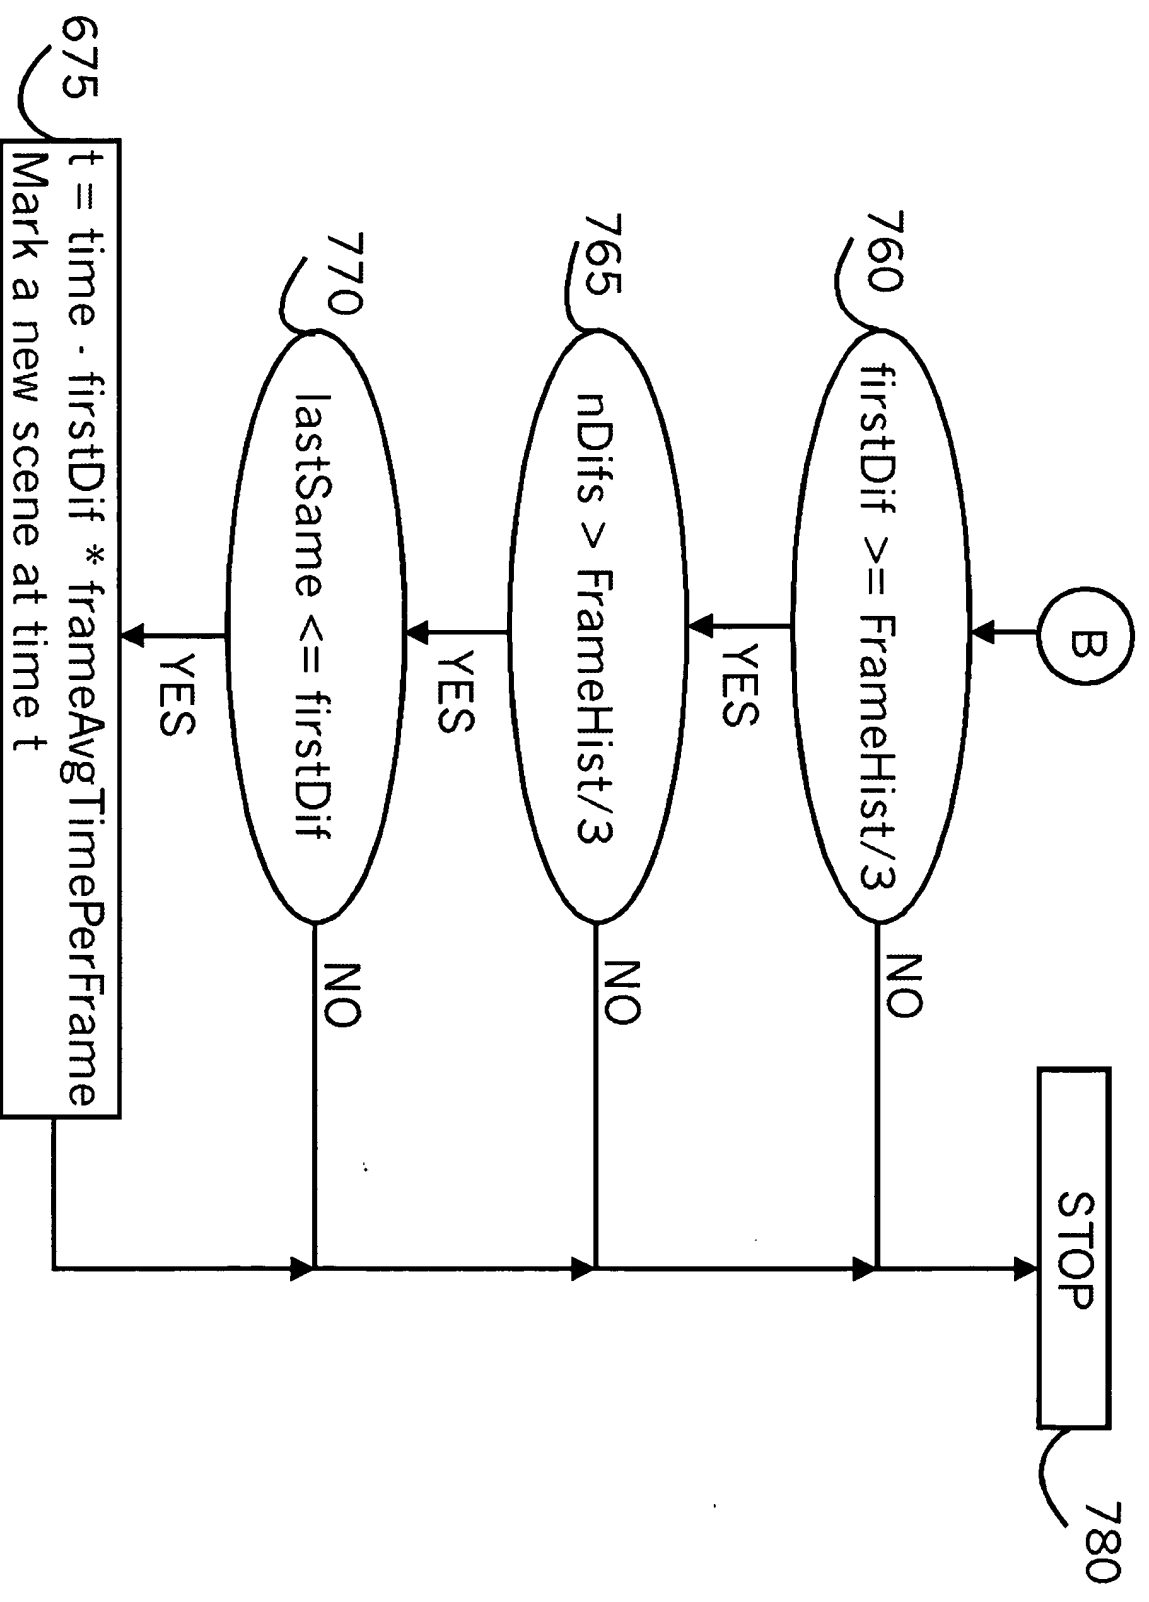 B
STOP
780
760
firstDif >= FrameHist/3
NO
YES
765
nDifs > FrameHist/3
NO
YES
770
lastSame <= firstDif
NO
YES
675
t = time - firstDif * frameAvgTimePerFrame
Mark a new scene at time t